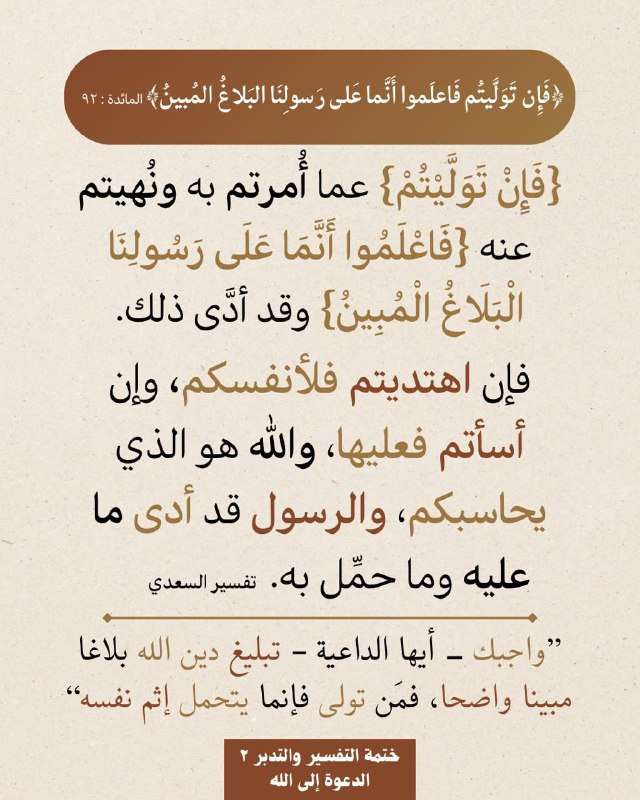 ﴿فَإِن تَوَلَّيتُم فَاعلَموا أَنَّما عَلى رَسولِنَا البَلاغُ المُبينُ﴾ المائدة : ٩٢
{فَإِنْ تَوَلَّيْتُمْ} عما أُمرتم به ونُهيتم
عنه {فَاعْلَمُوا أَنَّمَا عَلَى رَسُولِنَا
الْبَلَاغُ الْمُبِينُ} وقد أدَّى ذلك.
فإن اهتديتم فلأنفسكم، وإن
أسأتم فعليها، والله هو الذي
يحاسبكم، والرسول قد أدى ما
عليه وما حمِّل به. تفسير السعدي
”واجبك ـ أيها الداعية - تبليغ دين الله بلاغا
مبينا واضحا، فمَن تولى فإنما يتحمل إثم نفسه“
ختمة التفسير والتدبر ٢
الدعوة إلى الله